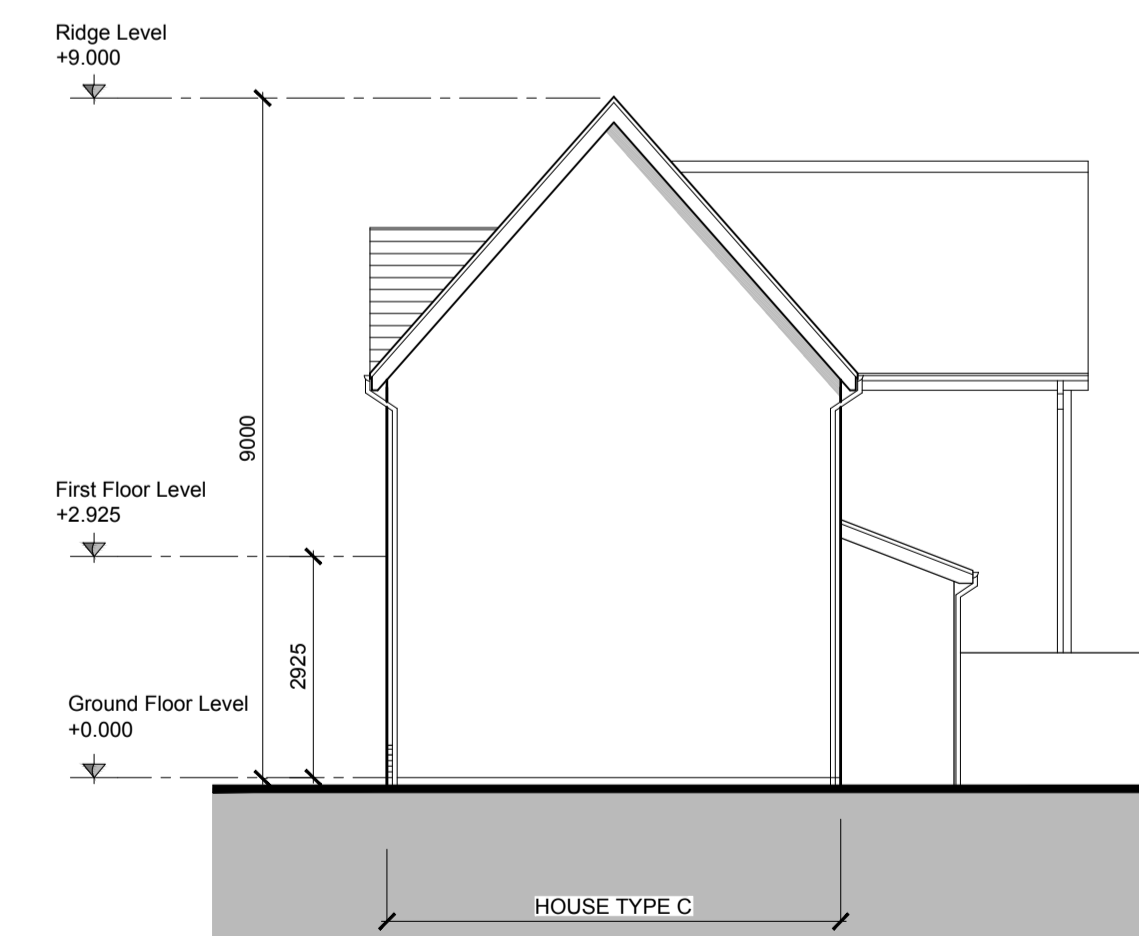 Ridge Level
+9.000
9000
First Floor Level
+2.925
2925
Ground Floor Level
+0.000
HOUSE TYPE C